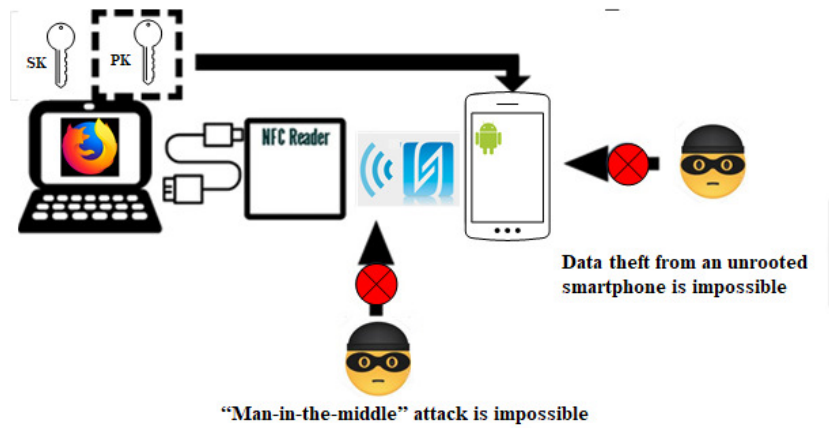 SK
PK
NFC Reader
Data theft from an unrooted
smartphone is impossible
“Man-in-the-middle” attack is impossible